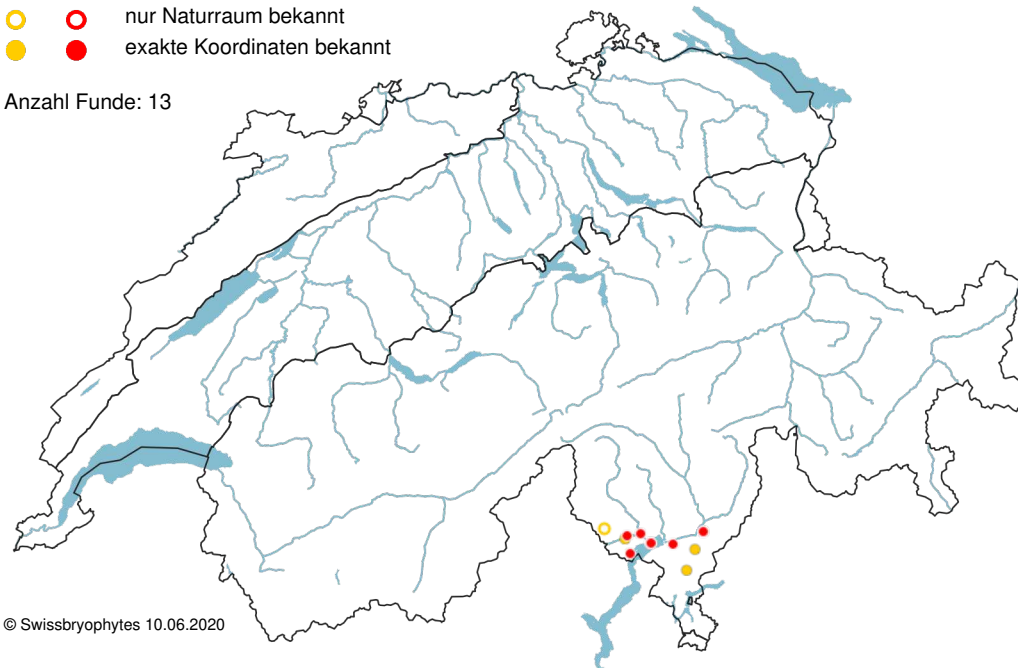 nur Naturraum bekannt
exakte Koordinaten bekannt
Anzahl Funde: 13
© Swissbryophytes 10.06.2020